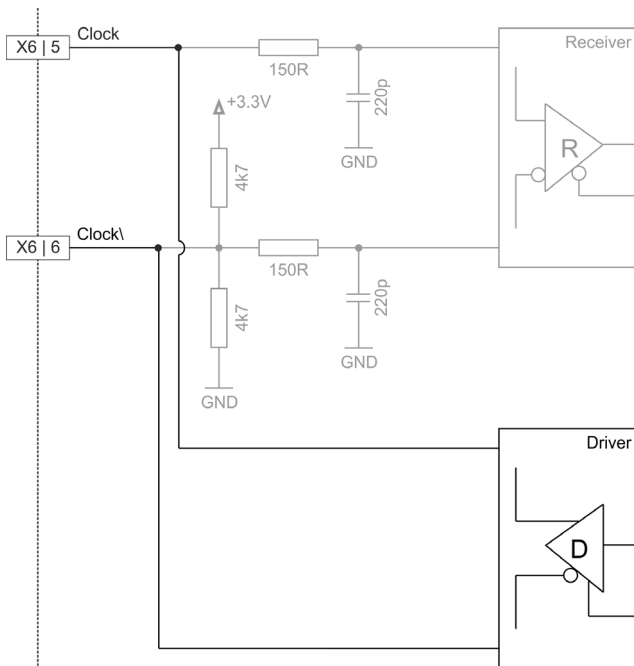 Clock
X6 | 5
Receiver
150R
220p
+3.3V
GND
R
4k7
Clock\
X6 | 6
150R
220p
4k7
GND
GND
Driver
D